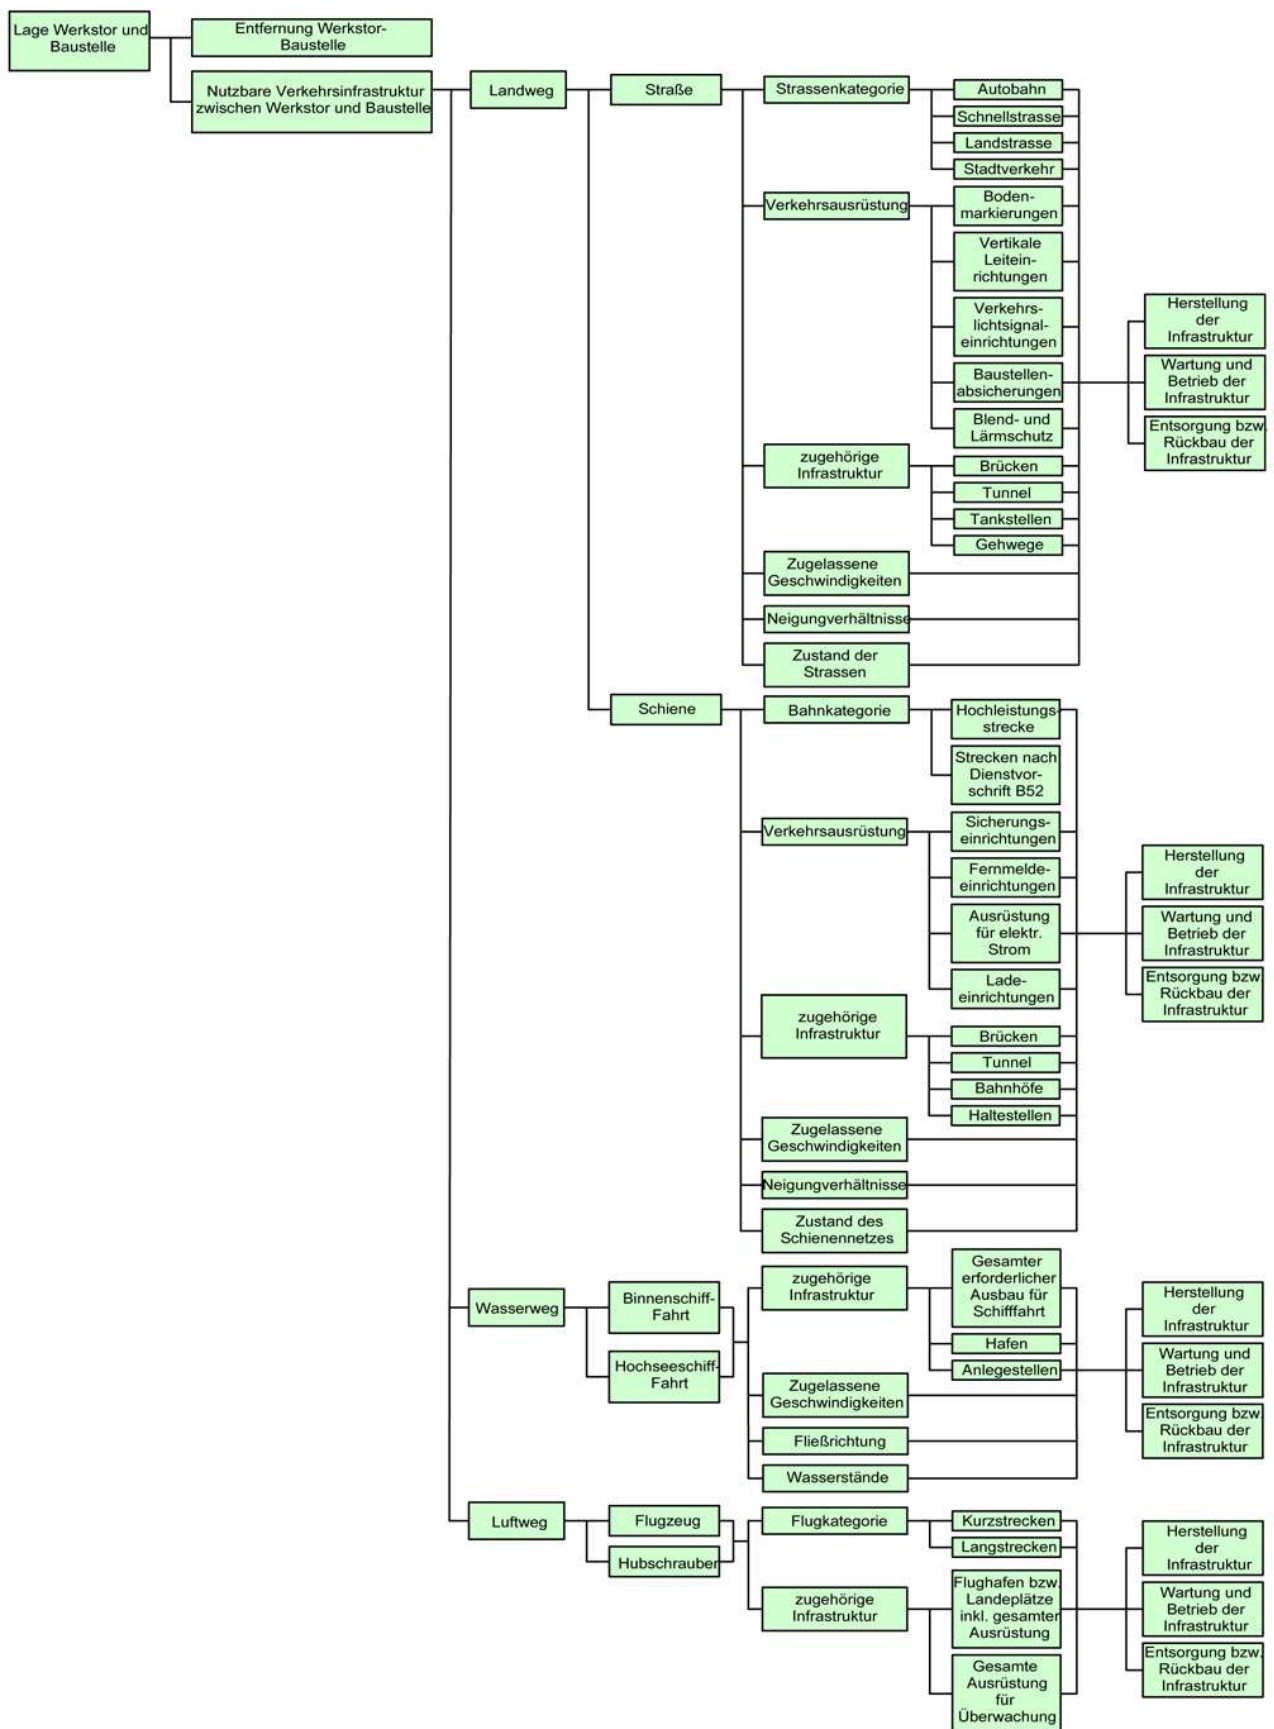 Lage Werkstor und
Baustelle
Entfernung Werkstor-
Baustelle
Nutzbare Verkehrsinfrastruktur
zwischen Werkstor und Baustelle
Landweg
Straße
Strassenkategorie
Autobahn
Schnellstrasse
Landstrasse
Stadtverkehr
Verkehrsausrüstung
Boden-
markierungen
Vertikale
Leitein-
richtungen
Verkehrs-
lichtsignal-
einrichtungen
Baustellen-
absicherungen
Blend- und
Lärmschutz
zugehörige
Infrastruktur
Brücken
Tunnel
Tankstellen
Gehwege
Zugelassene
Geschwindigkeiten
Neigungverhältnisse
Zustand der
Strassen
Herstellung
der
Infrastruktur
Wartung und
Betrieb der
Infrastruktur
Entsorgung bzw.
Rückbau der
Infrastruktur
Schiene
Bahnkategorie
Hochleistungs-
strecke
Strecken nach
Dienstvor-
schrift B52
Verkehrsausrüstung
Sicherungs-
einrichtungen
Fernmelde-
einrichtungen
Ausrüstung
für elektr.
Strom
Lade-
einrichtungen
zugehörige
Infrastruktur
Brücken
Tunnel
Bahnhöfe
Haltestellen
Zugelassene
Geschwindigkeiten
Neigungverhältnisse
Zustand des
Schienennetzes
Herstellung
der
Infrastruktur
Wartung und
Betrieb der
Infrastruktur
Entsorgung bzw.
Rückbau der
Infrastruktur
Wasserweg
Binnenschiff-
Fahrt
Hochseeschiff-
Fahrt
zugehörige
Infrastruktur
Gesamter
erforderlicher
Ausbau für
Schifffahrt
Hafen
Anlegestellen
Zugelassene
Geschwindigkeiten
Fließrichtung
Wasserstände
Herstellung
der
Infrastruktur
Wartung und
Betrieb der
Infrastruktur
Entsorgung bzw.
Rückbau der
Infrastruktur
Luftweg
Flugzeug
Hubschrauber
Flugkategorie
Kurzstrecken
Langstrecken
zugehörige
Infrastruktur
Flughafen bzw.
Landeplätze
inkl. gesamter
Ausrüstung
Gesamte
Ausrüstung
für
Überwachung
Herstellung
der
Infrastruktur
Wartung und
Betrieb der
Infrastruktur
Entsorgung bzw.
Rückbau der
Infrastruktur